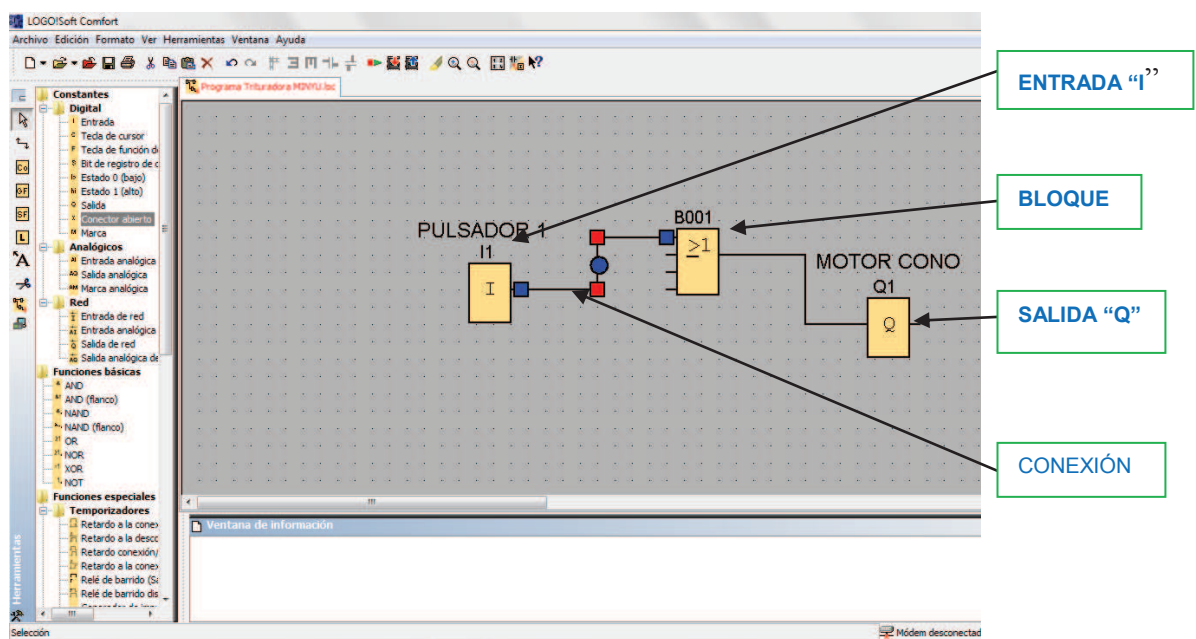 LOGO!Soft Comfort
Archivo Edición Formato Ver Herramientas Ventana Ayuda
Programa Trituradora MINYU.lsc
Constantes
Digital
Entrada
Tecla de cursor
Tecla de función d
Bit de registro de c
Estado 0 (bajo)
Estado 1 (alto)
Salida
Conector abierto
Marca
Analógicos
Entrada analógica
Salida analógica
Marca analógica
Red
Entrada de red
Entrada analógica
Salida de red
Salida analógica de
Funciones básicas
AND
AND (flanco)
NAND
NAND (flanco)
OR
NOR
XOR
NOT
Funciones especiales
Temporizadores
Retardo a la conex
Retardo a la desco
Retardo conexión/
Retardo a la conex
Relé de barrido (Sa
Relé de barrido dis
Co
GF
SF
L
A
Herramientas
PULSADOR 1
I1
I
B001
≥1
MOTOR CONO
Q1
Q
ENTRADA “I”
BLOQUE
SALIDA “Q”
CONEXIÓN
Ventana de información
Selección
Módem desconectad